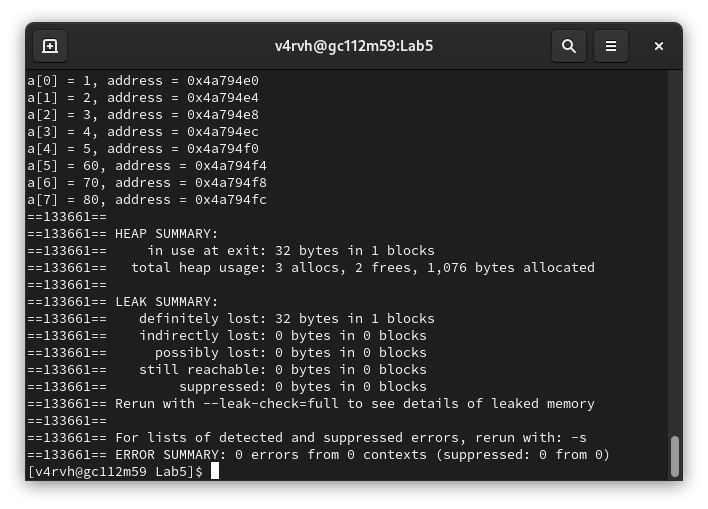 v4rvh@gc112m59:Lab5
a[0] = 1, address = 0x4a794e0
a[1] = 2, address = 0x4a794e4
a[2] = 3, address = 0x4a794e8
a[3] = 4, address = 0x4a794ec
a[4] = 5, address = 0x4a794f0
a[5] = 60, address = 0x4a794f4
a[6] = 70, address = 0x4a794f8
a[7] = 80, address = 0x4a794fc
==133661==
==133661== HEAP SUMMARY:
==133661==     in use at exit: 32 bytes in 1 blocks
==133661==   total heap usage: 3 allocs, 2 frees, 1,076 bytes allocated
==133661==
==133661== LEAK SUMMARY:
==133661==    definitely lost: 32 bytes in 1 blocks
==133661==    indirectly lost: 0 bytes in 0 blocks
==133661==      possibly lost: 0 bytes in 0 blocks
==133661==    still reachable: 0 bytes in 0 blocks
==133661==         suppressed: 0 bytes in 0 blocks
==133661== Rerun with --leak-check=full to see details of leaked memory
==133661==
==133661== For lists of detected and suppressed errors, rerun with: -s
==133661== ERROR SUMMARY: 0 errors from 0 contexts (suppressed: 0 from 0)
[v4rvh@gc112m59 Lab5]$